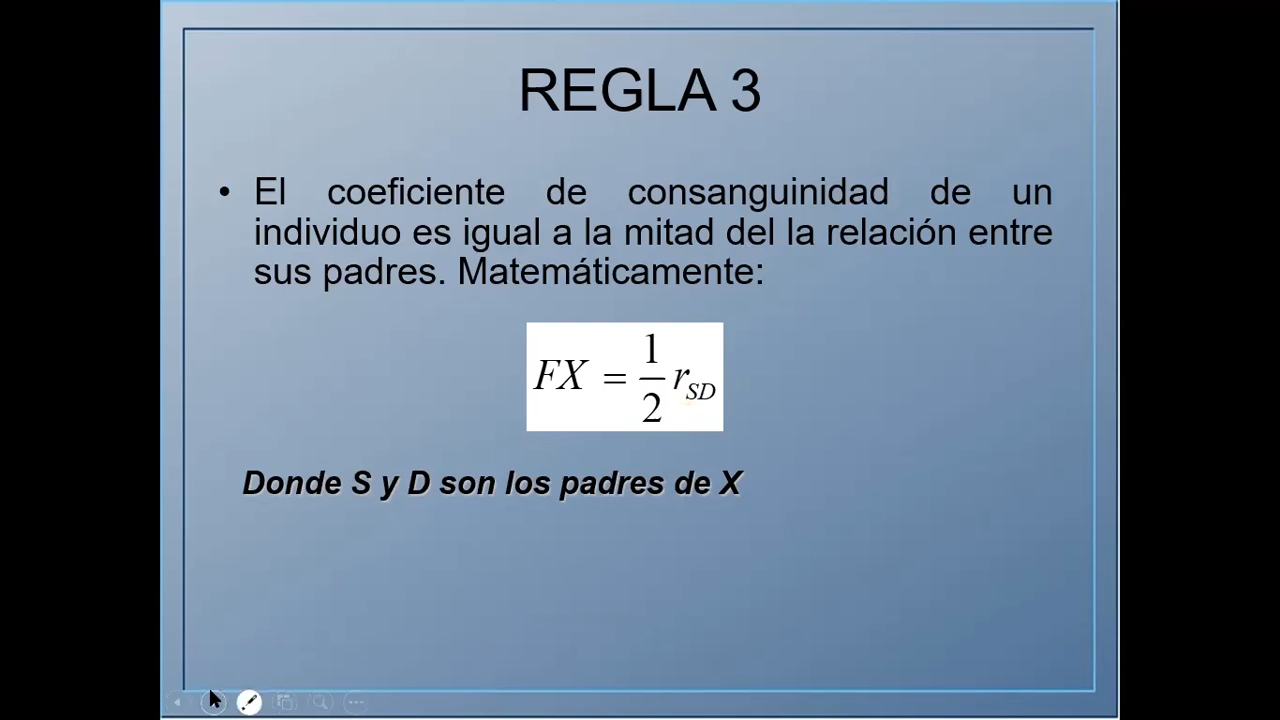 REGLA 3
• El coeficiente de consanguinidad de un
individuo es igual a la mitad del la relación entre
sus padres. Matemáticamente:
FX = 1/2 r_SD
Donde S y D son los padres de X